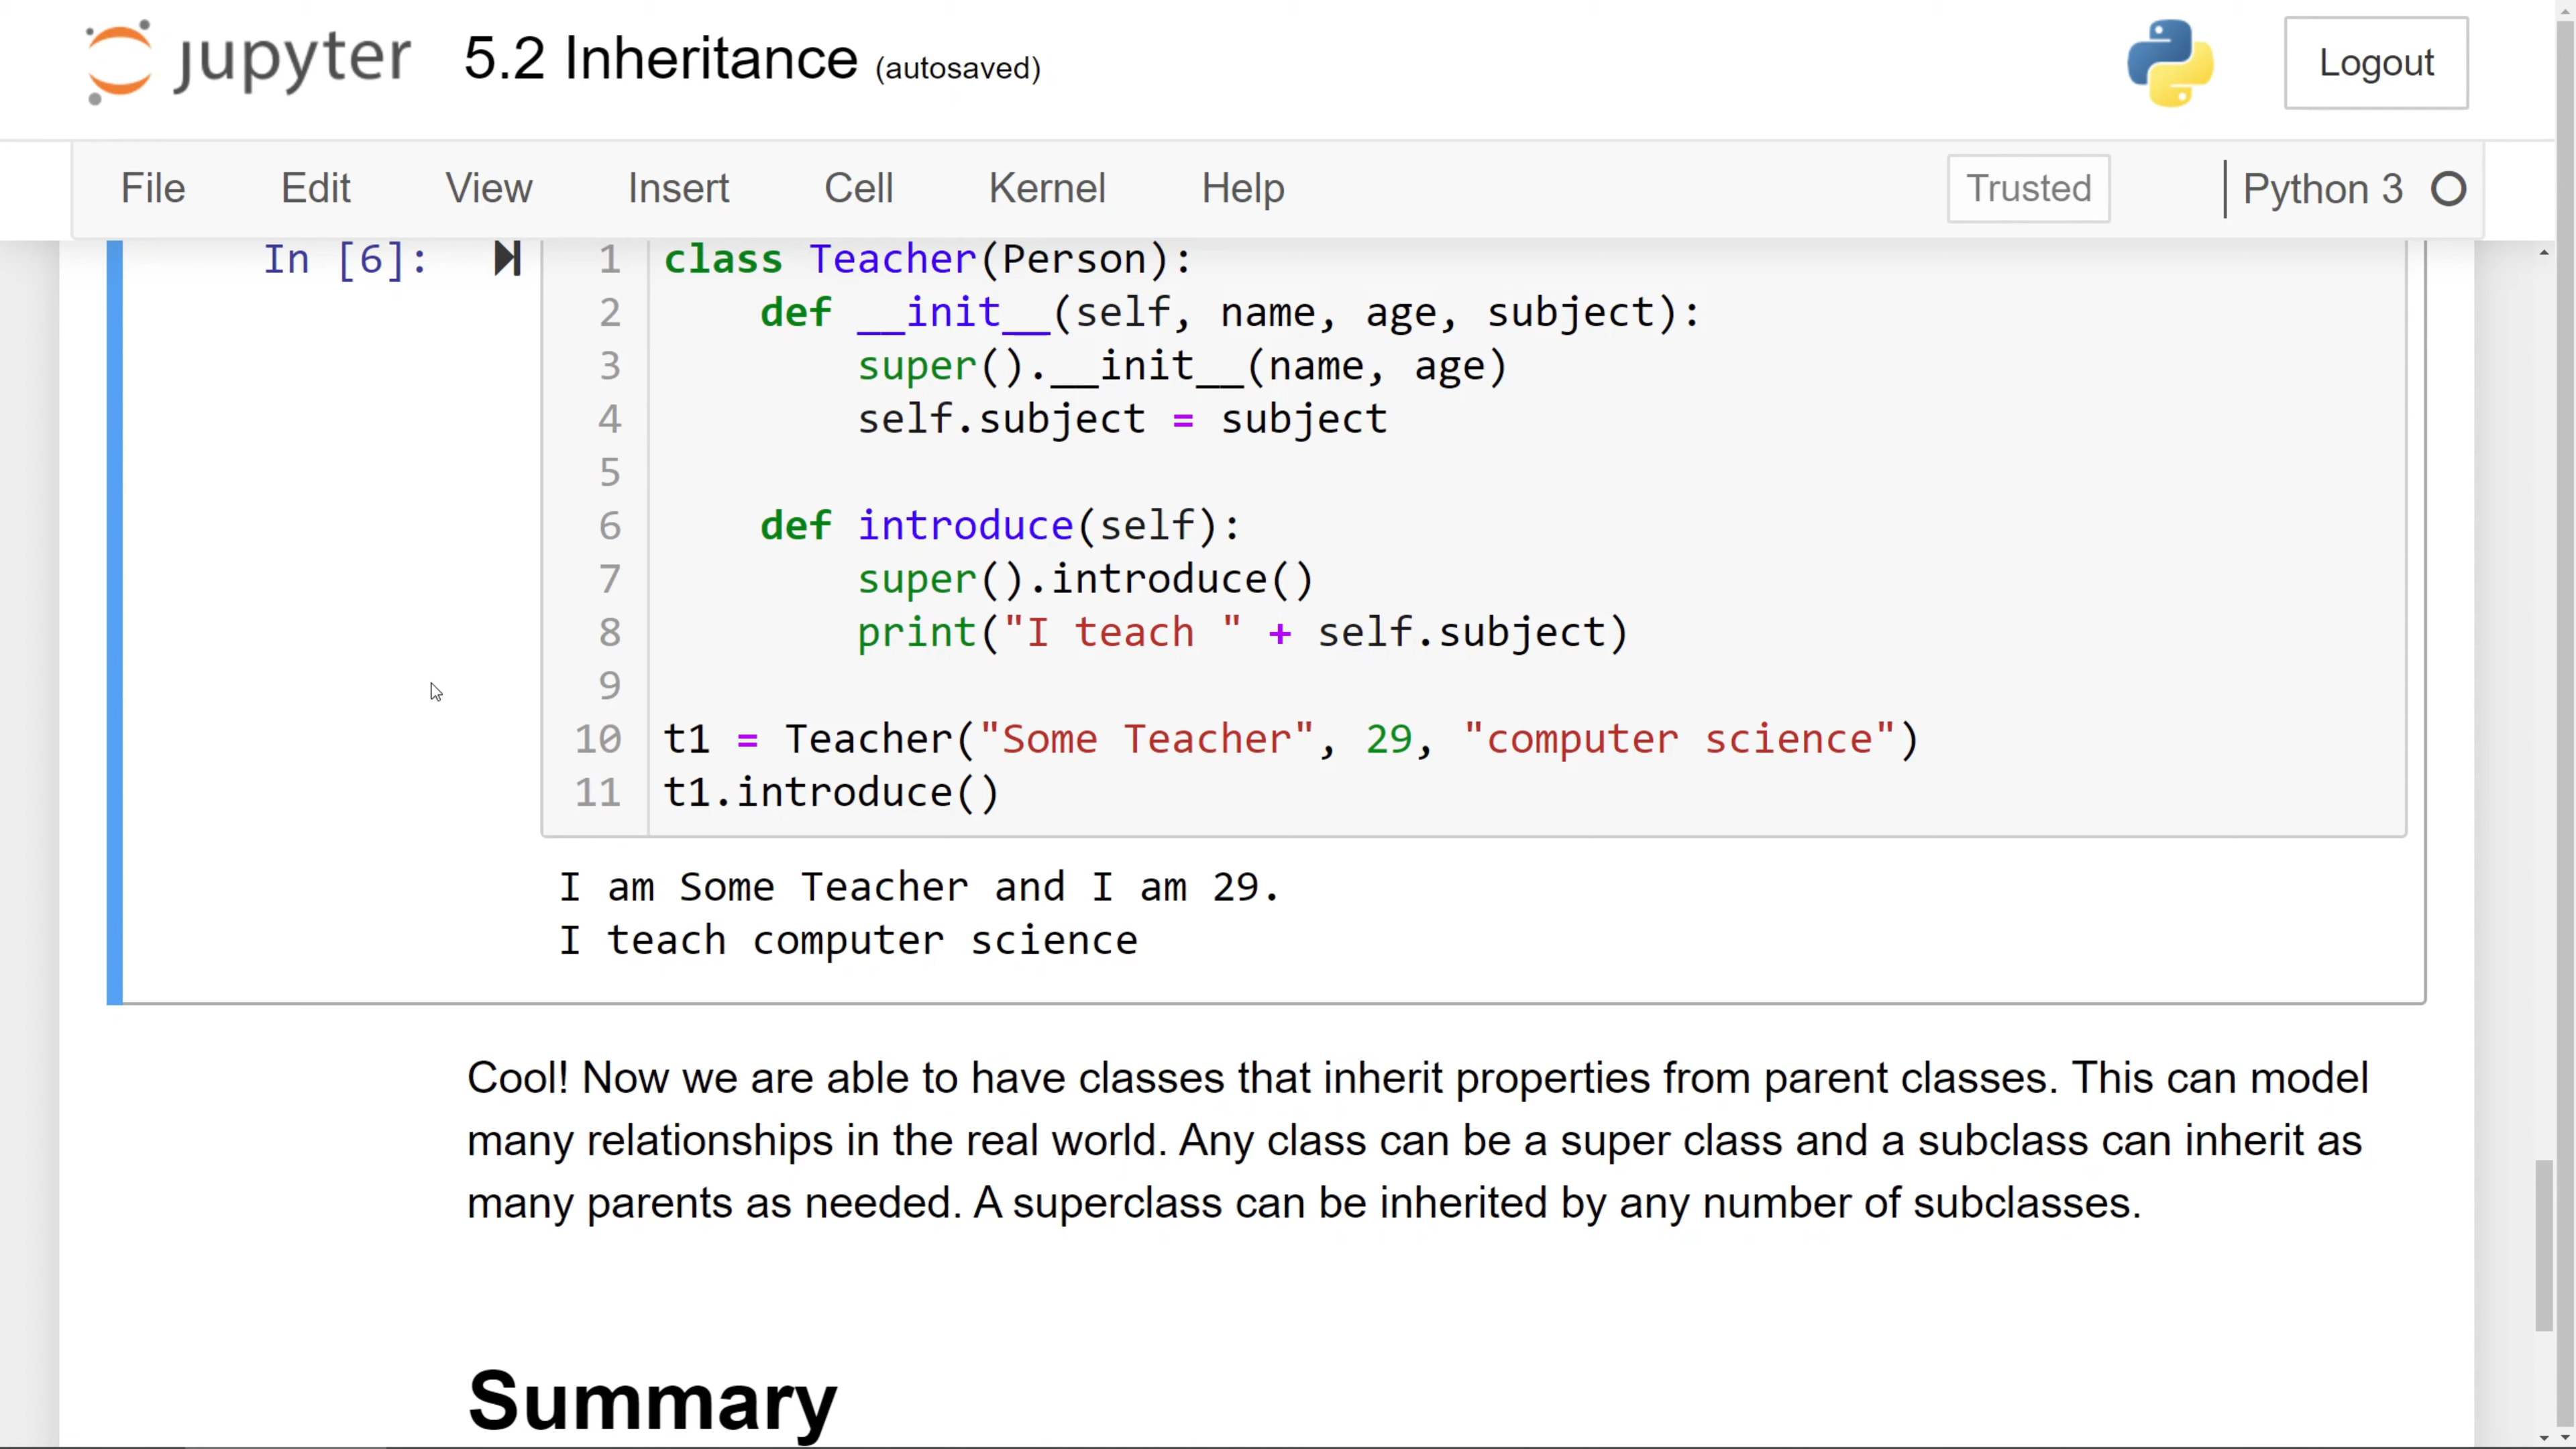 jupyter 5.2 Inheritance (autosaved) Logout
File Edit View Insert Cell Kernel Help Trusted Python 3
In [6]:
1 class Teacher(Person):
2     def __init__(self, name, age, subject):
3         super().__init__(name, age)
4         self.subject = subject
5
6     def introduce(self):
7         super().introduce()
8         print("I teach " + self.subject)
9
10 t1 = Teacher("Some Teacher", 29, "computer science")
11 t1.introduce()
I am Some Teacher and I am 29.
I teach computer science
Cool! Now we are able to have classes that inherit properties from parent classes. This can model
many relationships in the real world. Any class can be a super class and a subclass can inherit as
many parents as needed. A superclass can be inherited by any number of subclasses.
Summary